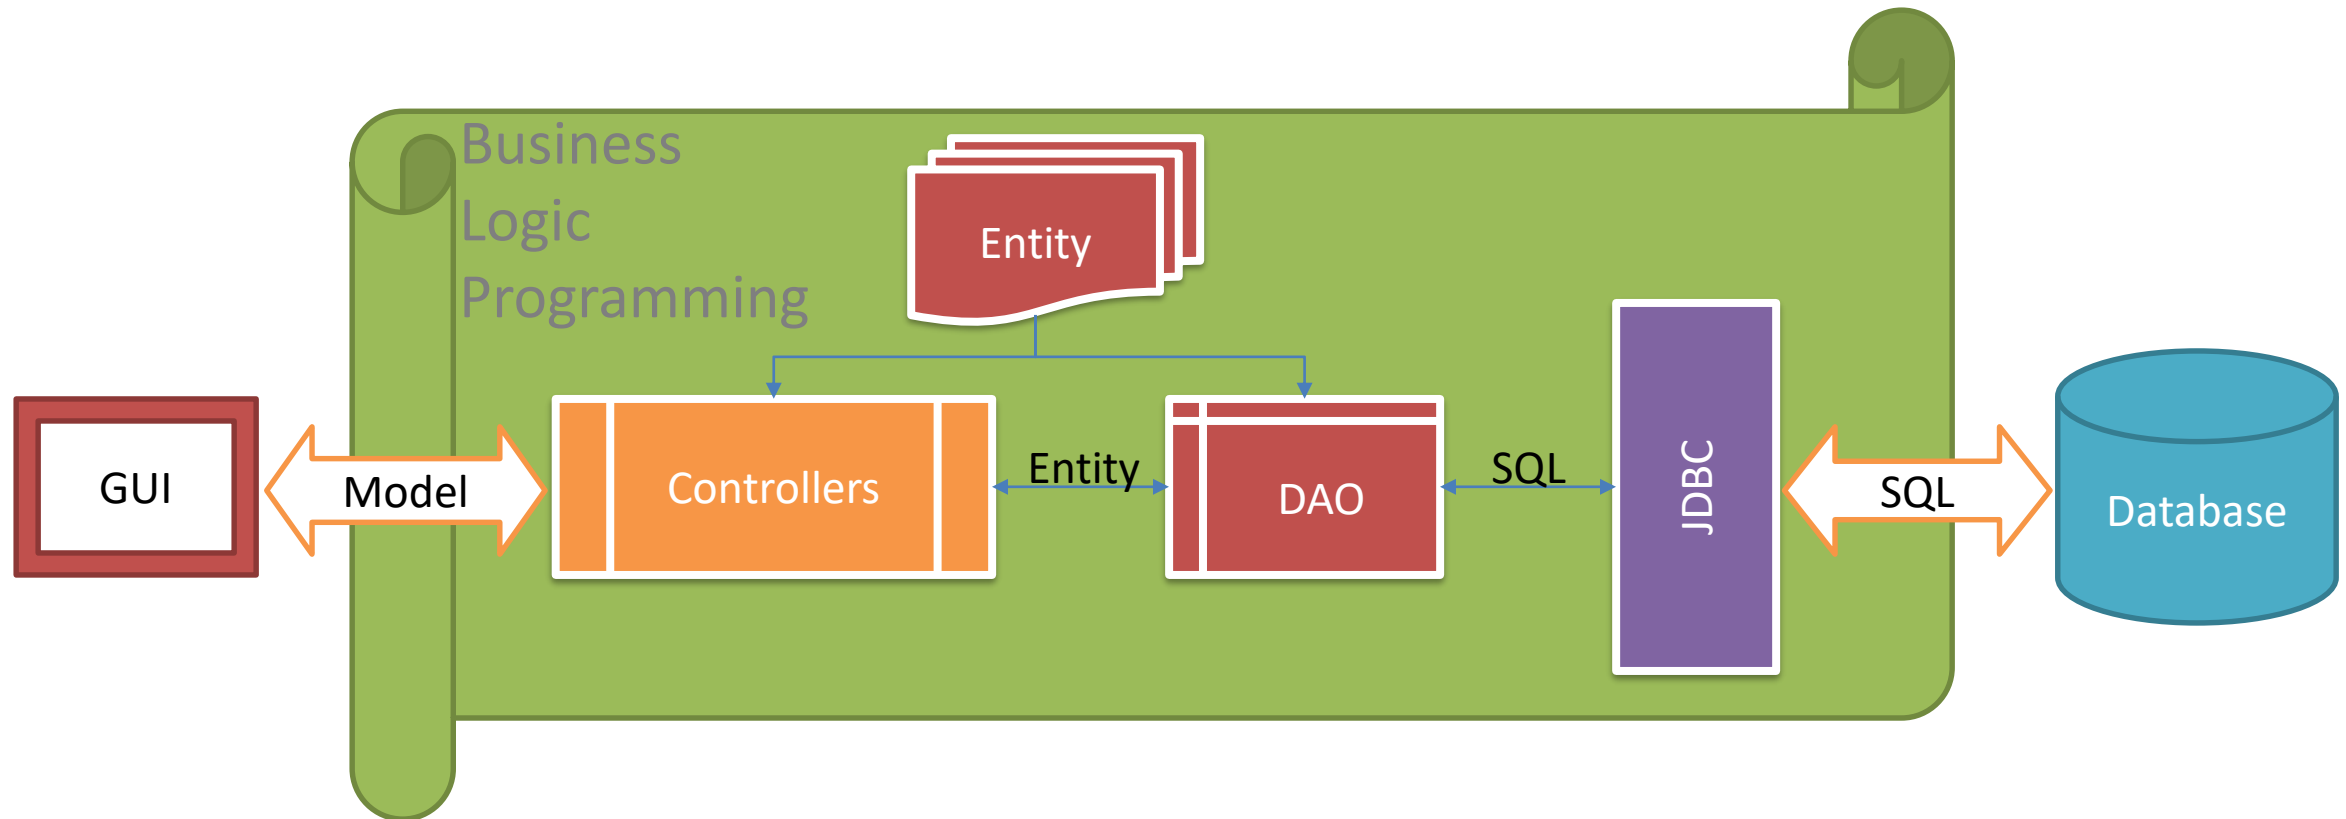 Business
Logic
Programming
Entity
GUI
Model
Controllers
Entity
DAO
SQL
JDBC
SQL
Database